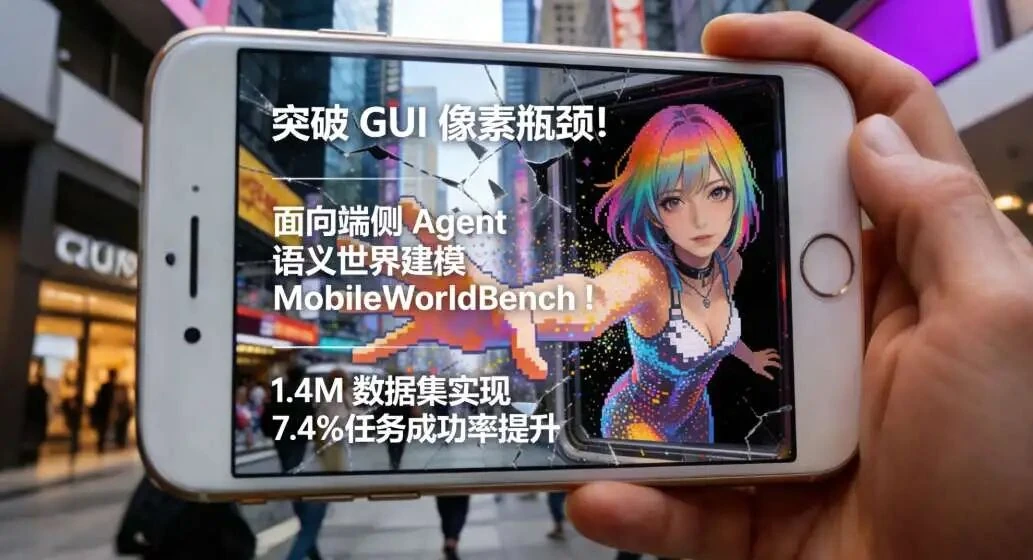 突破 GUI 像素瓶颈!
面向端侧 Agent
语义世界建模
MobileWorldBench !
1.4M 数据集实现
7.4%任务成功率提升